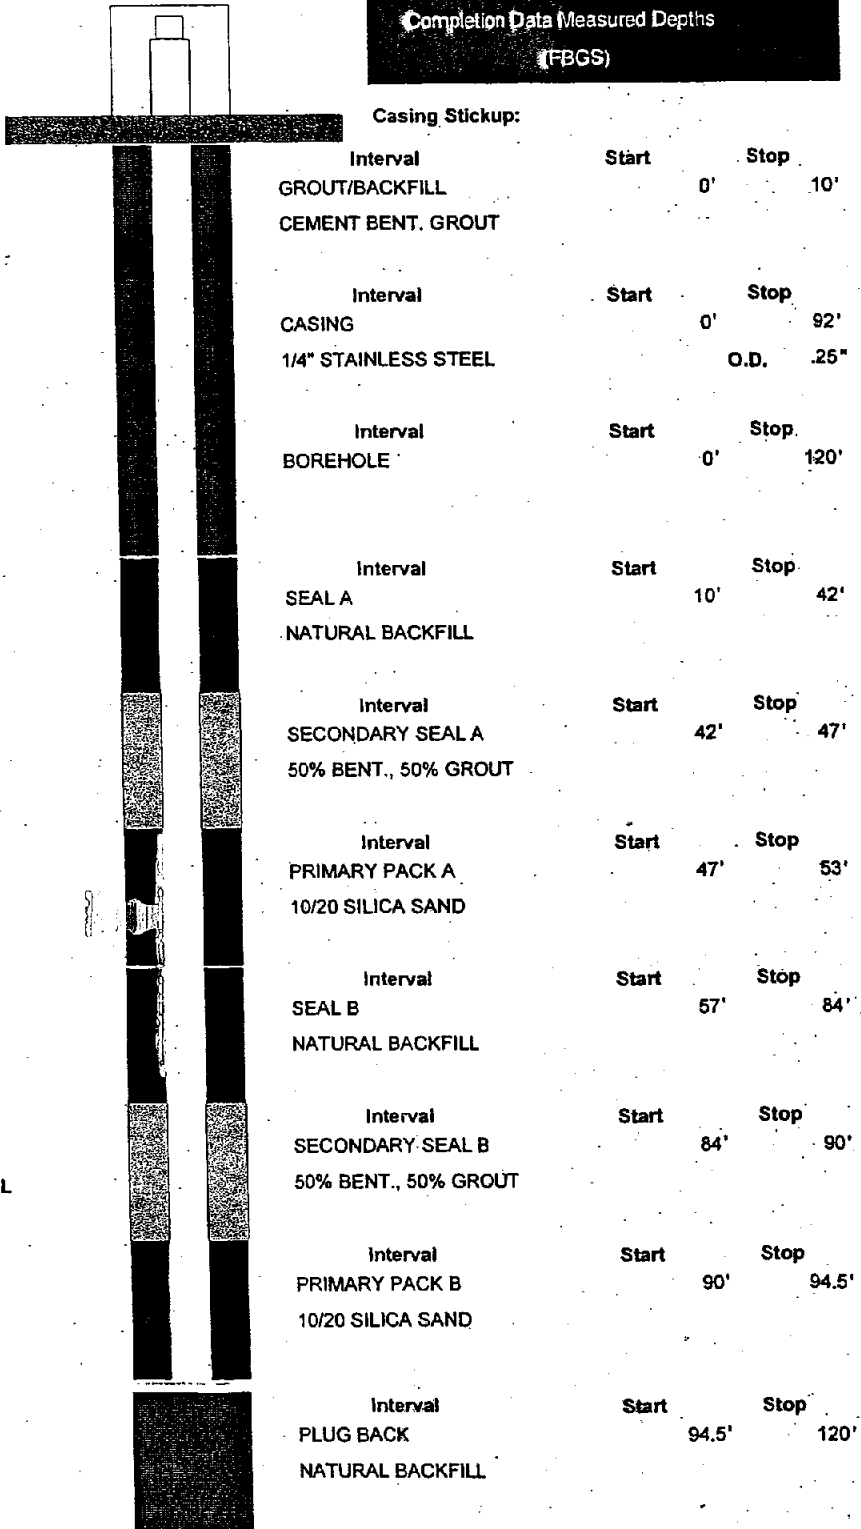 Completion Data Measured Depths
(FBGS)
Casing Stickup:
Interval Start Stop
GROUT/BACKFILL 0' 10'
CEMENT BENT. GROUT
Interval Start Stop
CASING 0' 92'
1/4" STAINLESS STEEL O.D. .25"
Interval Start Stop
BOREHOLE 0' 120'
Interval Start Stop
SEAL A 10' 42'
NATURAL BACKFILL
Interval Start Stop
SECONDARY SEAL A 42' 47'
50% BENT., 50% GROUT
Interval Start Stop
PRIMARY PACK A 47' 53'
10/20 SILICA SAND
Interval Start Stop
SEAL B 57' 84'
NATURAL BACKFILL
Interval Start Stop
SECONDARY SEAL B 84' 90'
L 50% BENT., 50% GROUT
Interval Start Stop
PRIMARY PACK B 90' 94.5'
10/20 SILICA SAND
Interval Start Stop
PLUG BACK 94.5' 120'
NATURAL BACKFILL